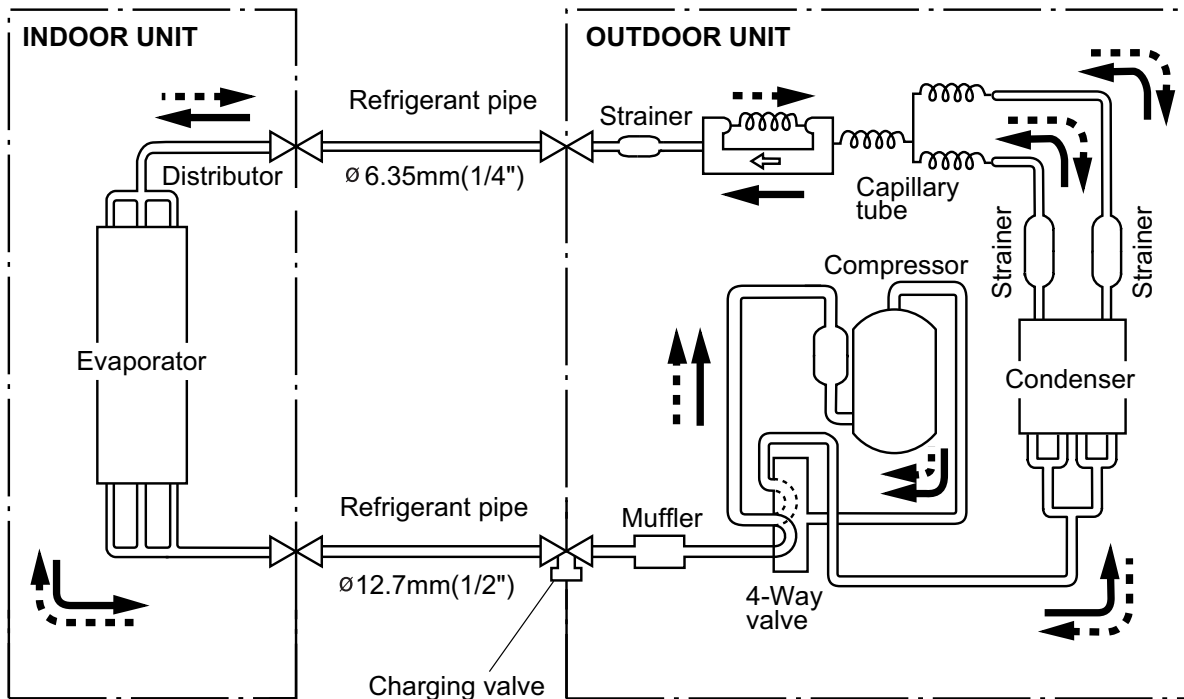 INDOOR UNIT
OUTDOOR UNIT
Refrigerant pipe
Strainer
Distributor
ø 6.35mm(1/4")
Capillary
tube
Strainer
Strainer
Compressor
Evaporator
Condenser
Refrigerant pipe
Muffler
ø12.7mm(1/2")
4-Way
valve
Charging valve